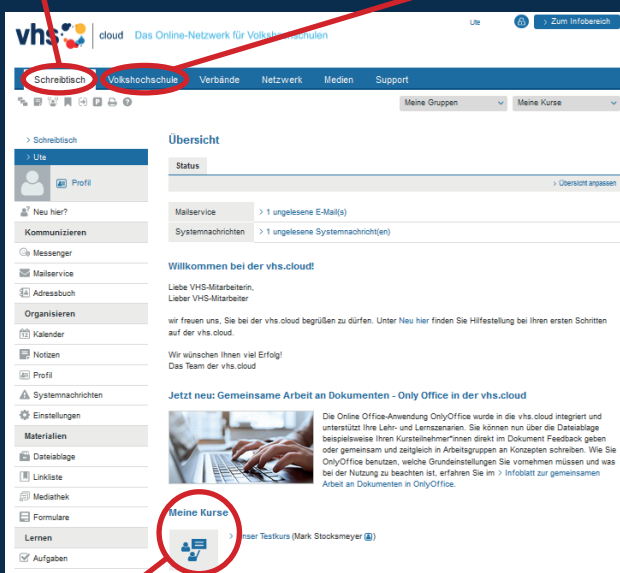 Ute
> Zum Infobereich
vhs cloud Das Online-Netzwerk für Volkshochschulen
Schreibtisch Volkshochschule Verbände Netzwerk Medien Support
Meine Gruppen Meine Kurse
> Schreibtisch
> Ute
Profil
Neu hier?
Kommunizieren
Messenger
Mailservice
Adressbuch
Organisieren
Kalender
Notizen
Profil
Systemnachrichten
Einstellungen
Materialien
Dateiablage
Linkliste
Mediathek
Formulare
Lernen
Aufgaben
Übersicht
Status
> Übersicht anpassen
Mailservice > 1 ungelesene E-Mail(s)
Systemnachrichten > 1 ungelesene Systemnachricht(en)
Willkommen bei der vhs.cloud!
Liebe VHS-Mitarbeiterin,
Lieber VHS-Mitarbeiter
wir freuen uns, Sie bei der vhs.cloud begrüßen zu dürfen. Unter Neu hier finden Sie Hilfestellung bei Ihren ersten Schritten
auf der vhs.cloud.
Wir wünschen Ihnen viel Erfolg!
Das Team der vhs.cloud
Jetzt neu: Gemeinsame Arbeit an Dokumenten - Only Office in der vhs.cloud
Die Online Office-Anwendung OnlyOffice wurde in die vhs.cloud integriert und
unterstützt Ihre Lehr- und Lernszenarien. Sie können nun über die Dateiablage
beispielsweise Ihren Kursteilnehmer*innen direkt im Dokument Feedback geben
oder gemeinsam und zeitgleich in Arbeitsgruppen an Konzepten schreiben. Wie Sie
OnlyOffice benutzen, welche Grundeinstellungen Sie vornehmen müssen und was
bei der Nutzung zu beachten ist, erfahren Sie im > Infoblatt zur gemeinsamen
Arbeit an Dokumenten in OnlyOffice.
Meine Kurse
> Unser Testkurs (Mark Stocksmeyer)